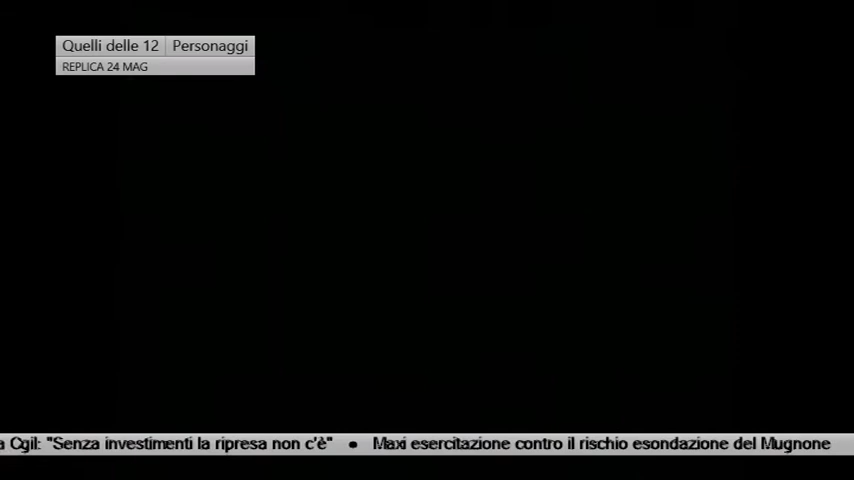 Quelli delle 12 Personaggi
REPLICA 24 MAG
a Cgil: "Senza investimenti la ripresa non c'è" • Maxi esercitazione contro il rischio esondazione del Mugnone